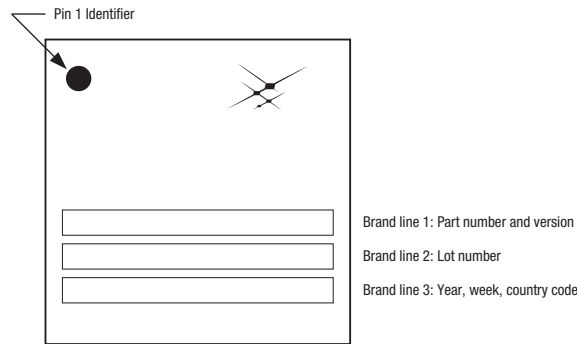 Pin 1 Identifier
Brand line 1: Part number and version
Brand line 2: Lot number
Brand line 3: Year, week, country code